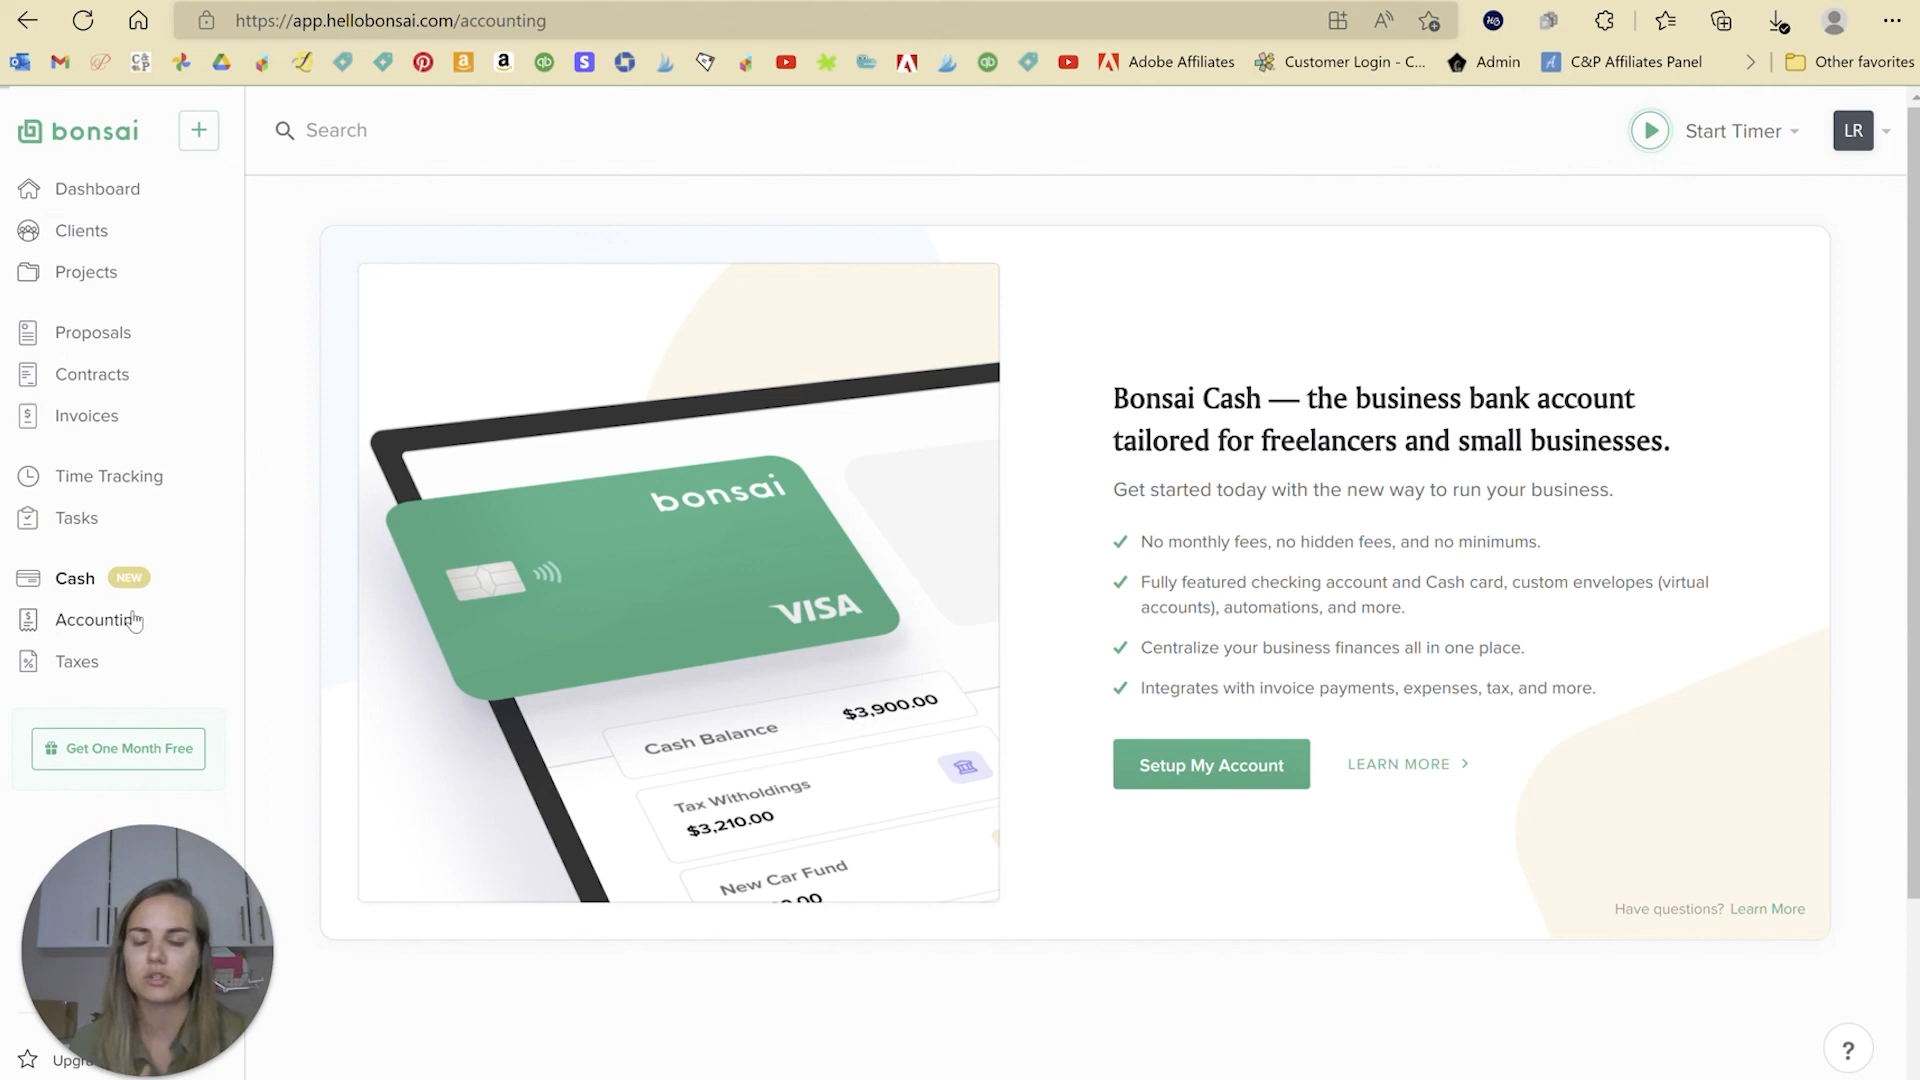 https://app.hellobonsai.com/accounting
Adobe Affiliates
Customer Login - C...
Admin
C&P Affiliates Panel
Other favorites
bonsai
+
Search
Start Timer
LR
Dashboard
Clients
Projects
Proposals
Contracts
Invoices
Time Tracking
Tasks
Cash NEW
Accounting
Taxes
Get One Month Free
bonsai
VISA
Cash Balance $3,900.00
Tax Witholdings
$3,210.00
New Car Fund
Bonsai Cash — the business bank account
tailored for freelancers and small businesses.
Get started today with the new way to run your business.
No monthly fees, no hidden fees, and no minimums.
Fully featured checking account and Cash card, custom envelopes (virtual
accounts), automations, and more.
Centralize your business finances all in one place.
Integrates with invoice payments, expenses, tax, and more.
Setup My Account
LEARN MORE >
Have questions? Learn More
?